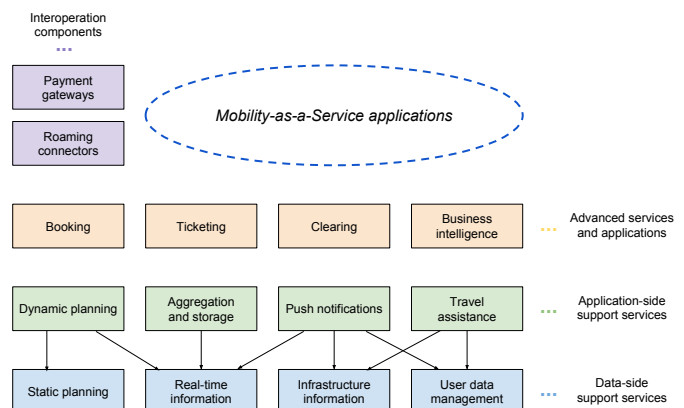 Interoperation
components
...
Payment
gateways
Mobility-as-a-Service applications
Roaming
connectors
Booking
Ticketing
Clearing
Business
intelligence
...
Advanced services
and applications
Dynamic planning
Aggregation
and storage
Push notifications
Travel
assistance
...
Application-side
support services
Static planning
Real-time
information
Infrastructure
information
User data
management
...
Data-side
support services